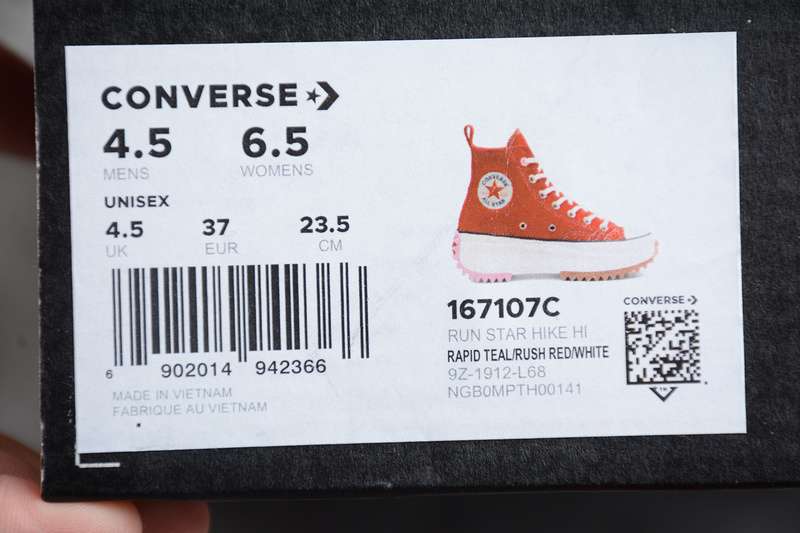 CONVERSE
4.5 6.5
MENS WOMENS
UNISEX
4.5 37 23.5
UK EUR CM
6 902014 942366
MADE IN VIETNAM
FABRIQUE AU VIETNAM
CONVERSE
ALL STAR
167107C
RUN STAR HIKE HI
RAPID TEAL/RUSH RED/WHITE
9Z-1912-L68
NGB0MPTH00141
CONVERSE